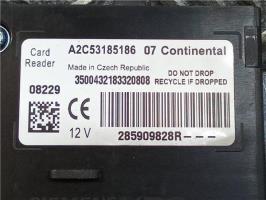 Card Reader
A2C53185186 07 Continental
Made in Czech Republic
3500432183320808
DO NOT DROP
RECYCLE IF DROPPED
08229
12 V
285909828R---